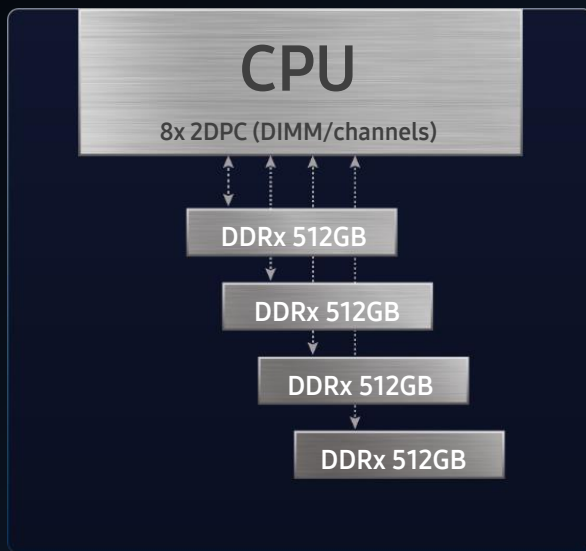 CPU
8x 2DPC (DIMM/channels)
DDRx 512GB
DDRx 512GB
DDRx 512GB
DDRx 512GB